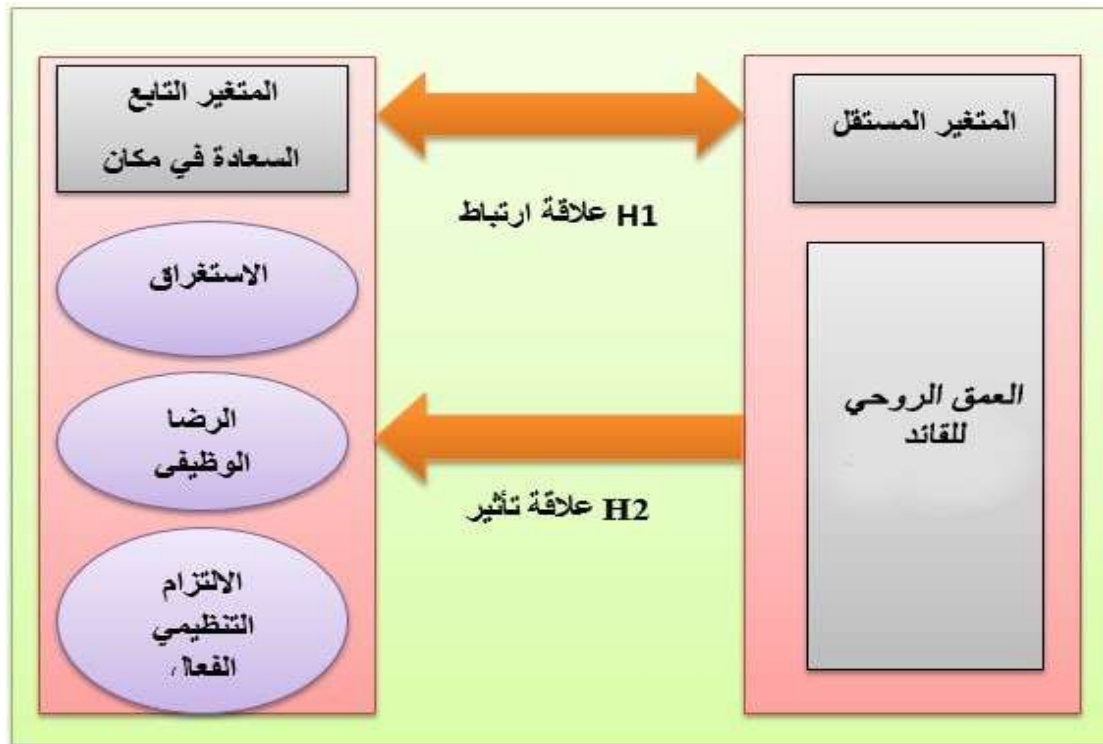 المتغير المستقل
العمق الروحي
للقائد
H1 علاقة ارتباط
H2 علاقة تأثير
المتغير التابع
السعادة في مكان
الاستغراق
الرضا
الوظيفي
الالتزام
التنظيمي